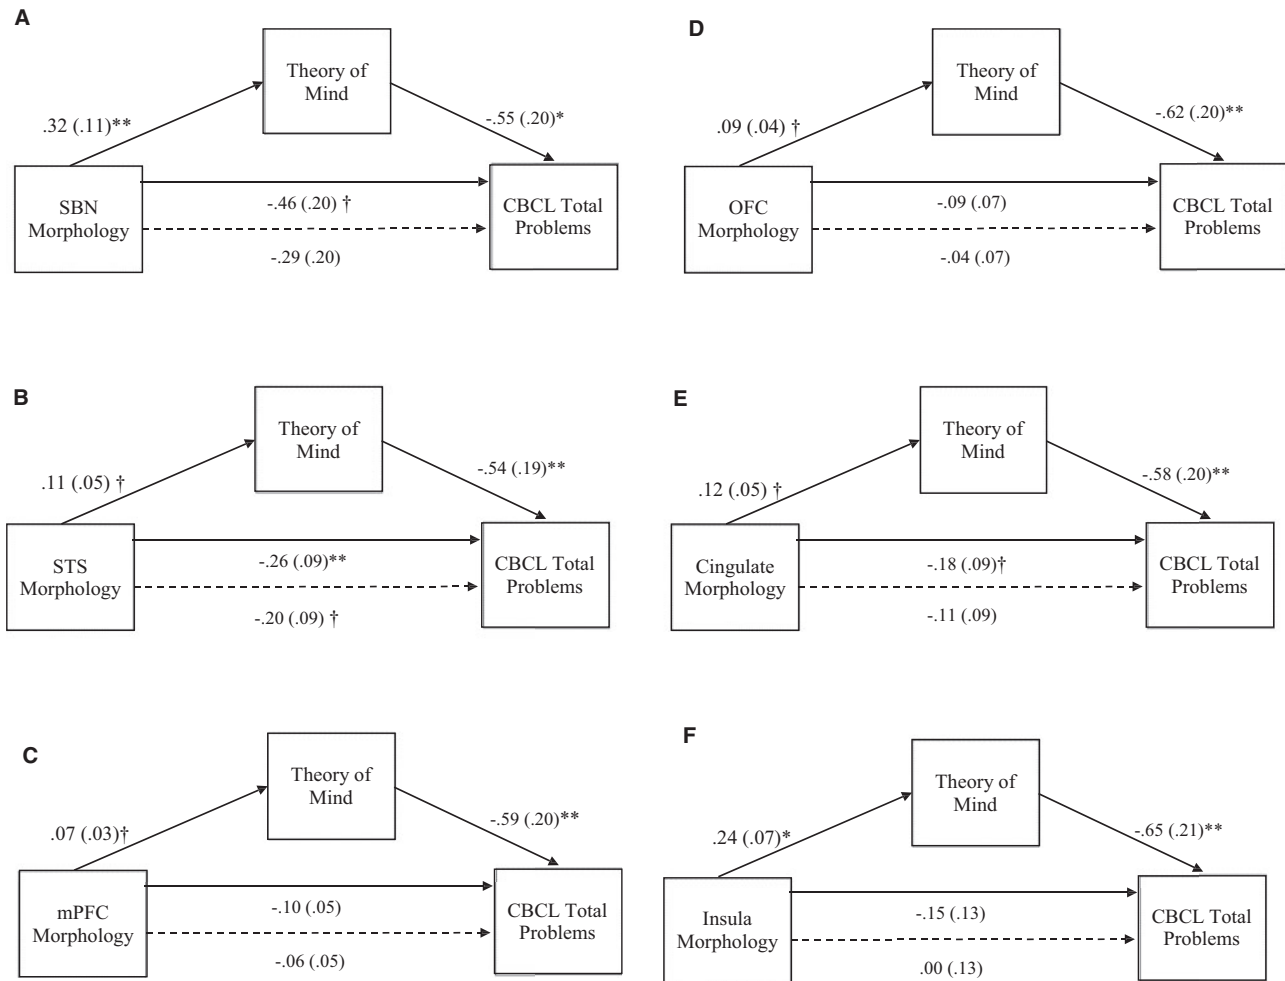 A
Theory of
Mind
.32 (.11)**
-.55 (.20)*
SBN
Morphology
-.46 (.20) †
-.29 (.20)
CBCL Total
Problems
B
Theory of
Mind
.11 (.05) †
-.54 (.19)**
STS
Morphology
-.26 (.09)**
-.20 (.09) †
CBCL Total
Problems
C
Theory of
Mind
.07 (.03)†
-.59 (.20)**
mPFC
Morphology
-.10 (.05)
-.06 (.05)
CBCL Total
Problems
D
Theory of
Mind
.09 (.04) †
-.62 (.20)**
OFC
Morphology
-.09 (.07)
-.04 (.07)
CBCL Total
Problems
E
Theory of
Mind
.12 (.05) †
-.58 (.20)**
Cingulate
Morphology
-.18 (.09)†
-.11 (.09)
CBCL Total
Problems
F
Theory of
Mind
.24 (.07)*
-.65 (.21)**
Insula
Morphology
-.15 (.13)
.00 (.13)
CBCL Total
Problems